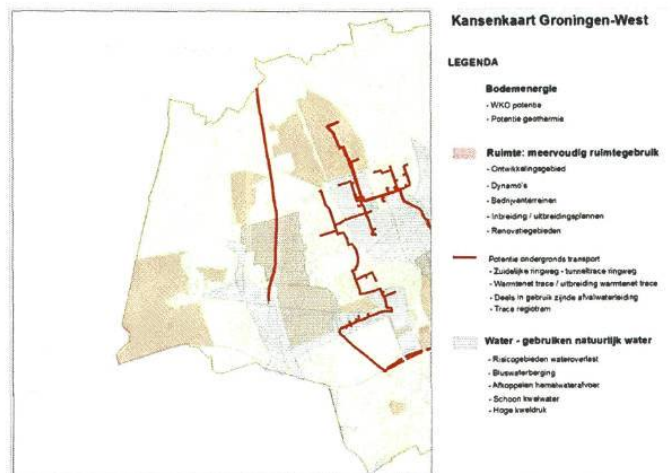 Kansenkaart Groningen-West
LEGENDA
Bodemenergie
- WKO potentie
- Potentie geothermie
Ruimte: meervoudig ruimtegebruik
- Ontwikkelingsgebied
- Dynamo's
- Bedrijventerreinen
- Inbreiding / uitbreidingsplannen
- Renovatiegebieden
Potentie ondergronds transport
- Zuidelijke ringweg - tunneltrace ringweg
- Warmtenet trace / uitbreiding warmtenet trace
- Deels in gebruik zijnde afvalwaterleiding
- Trace regiotram
Water - gebruiken natuurlijk water
- Risicogebieden wateroverlast
- Bluswaterberging
- Afkoppelen hemelwaterafvoer
- Schoon kwelwater
- Hoge kweldruk